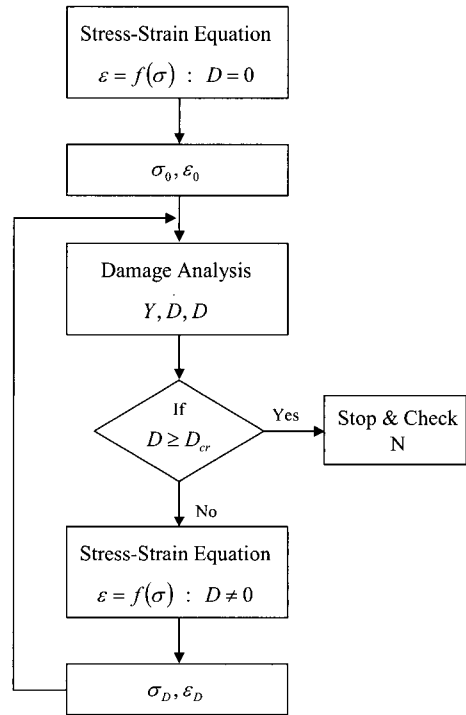 Stress-Strain Equation
ε = f(σ) : D = 0
σ₀, ε₀
Damage Analysis
Y, Ḋ, D
If
D ≥ D_cr
Yes
Stop & Check
N
No
Stress-Strain Equation
ε = f(σ) : D ≠ 0
σ_D, ε_D